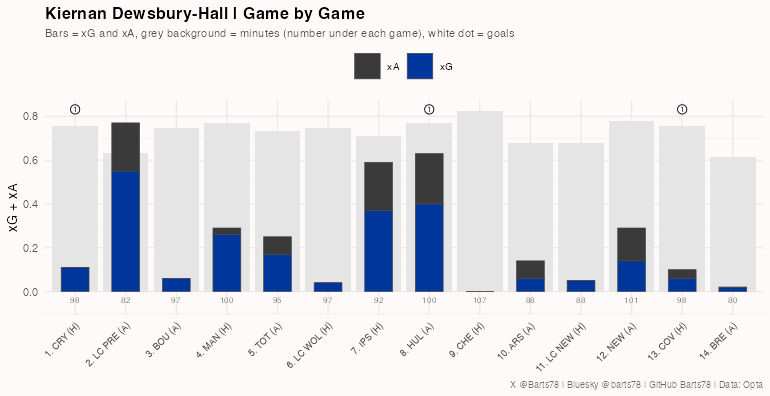 Kiernan Dewsbury-Hall | Game by Game
Bars = xG and xA, grey background = minutes (number under each game), white dot = goals
xA xG
xG + xA
0.8
0.6
0.4
0.2
0.0
1 1 1
98 82 97 100 95 97 92 100 107 88 88 101 98 80
1. CRY (H)
2. LC PRE (A)
3. BOU (A)
4. MAN (H)
5. TOT (A)
6. LC WOL (H)
7. IPS (H)
8. HUL (A)
9. CHE (H)
10. ARS (A)
11. LC NEW (H)
12. NEW (A)
13. COV (H)
14. BRE (A)
X @Barts78 | Bluesky @barts78 | GitHub Barts78 | Data: Opta